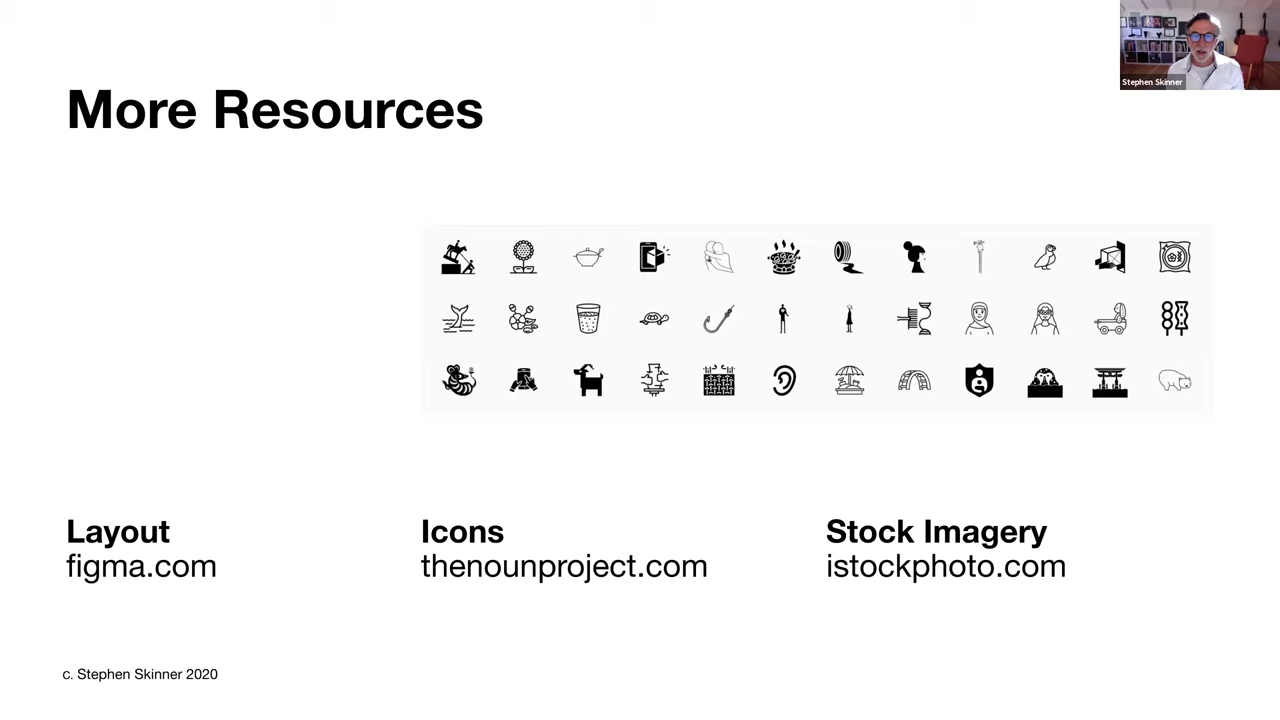 Stephen Skinner
More Resources
Layout
figma.com
Icons
thenounproject.com
Stock Imagery
istockphoto.com
c. Stephen Skinner 2020